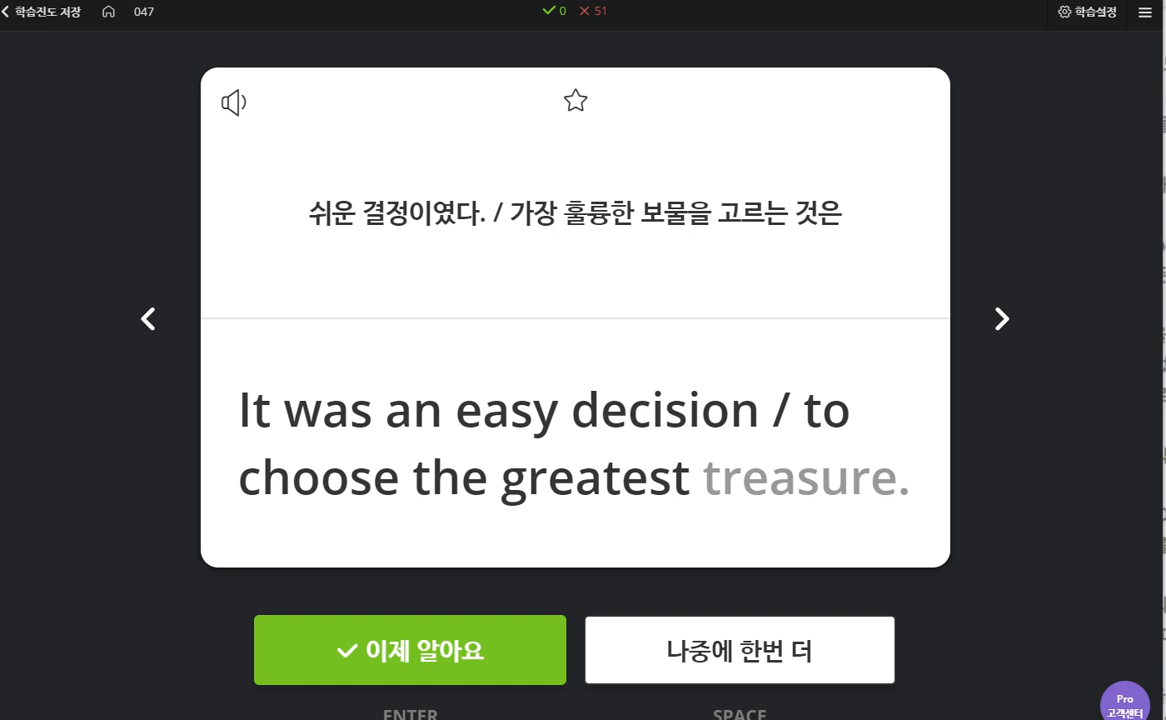 학습진도 저장 047 0 51 학습설정
쉬운 결정이였다. / 가장 훌륭한 보물을 고르는 것은
It was an easy decision / to
choose the greatest treasure.
이제 알아요 나중에 한번 더
ENTER SPACE
Pro
고객센터